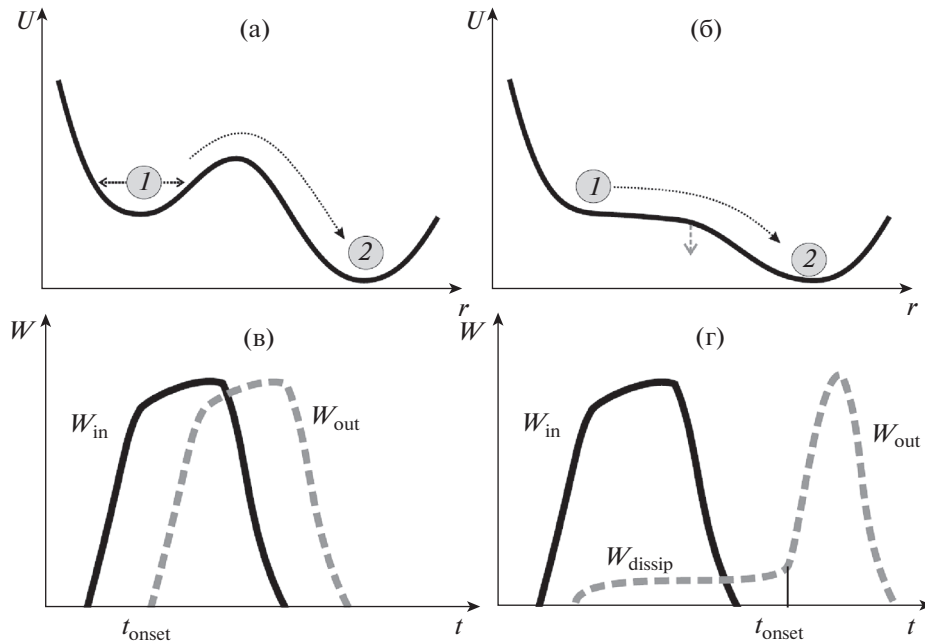 U
(а)
1
2
r
U
(б)
1
2
r
W
(в)
W_in
W_out
t_onset
t
W
(г)
W_in
W_out
W_dissip
t_onset
t